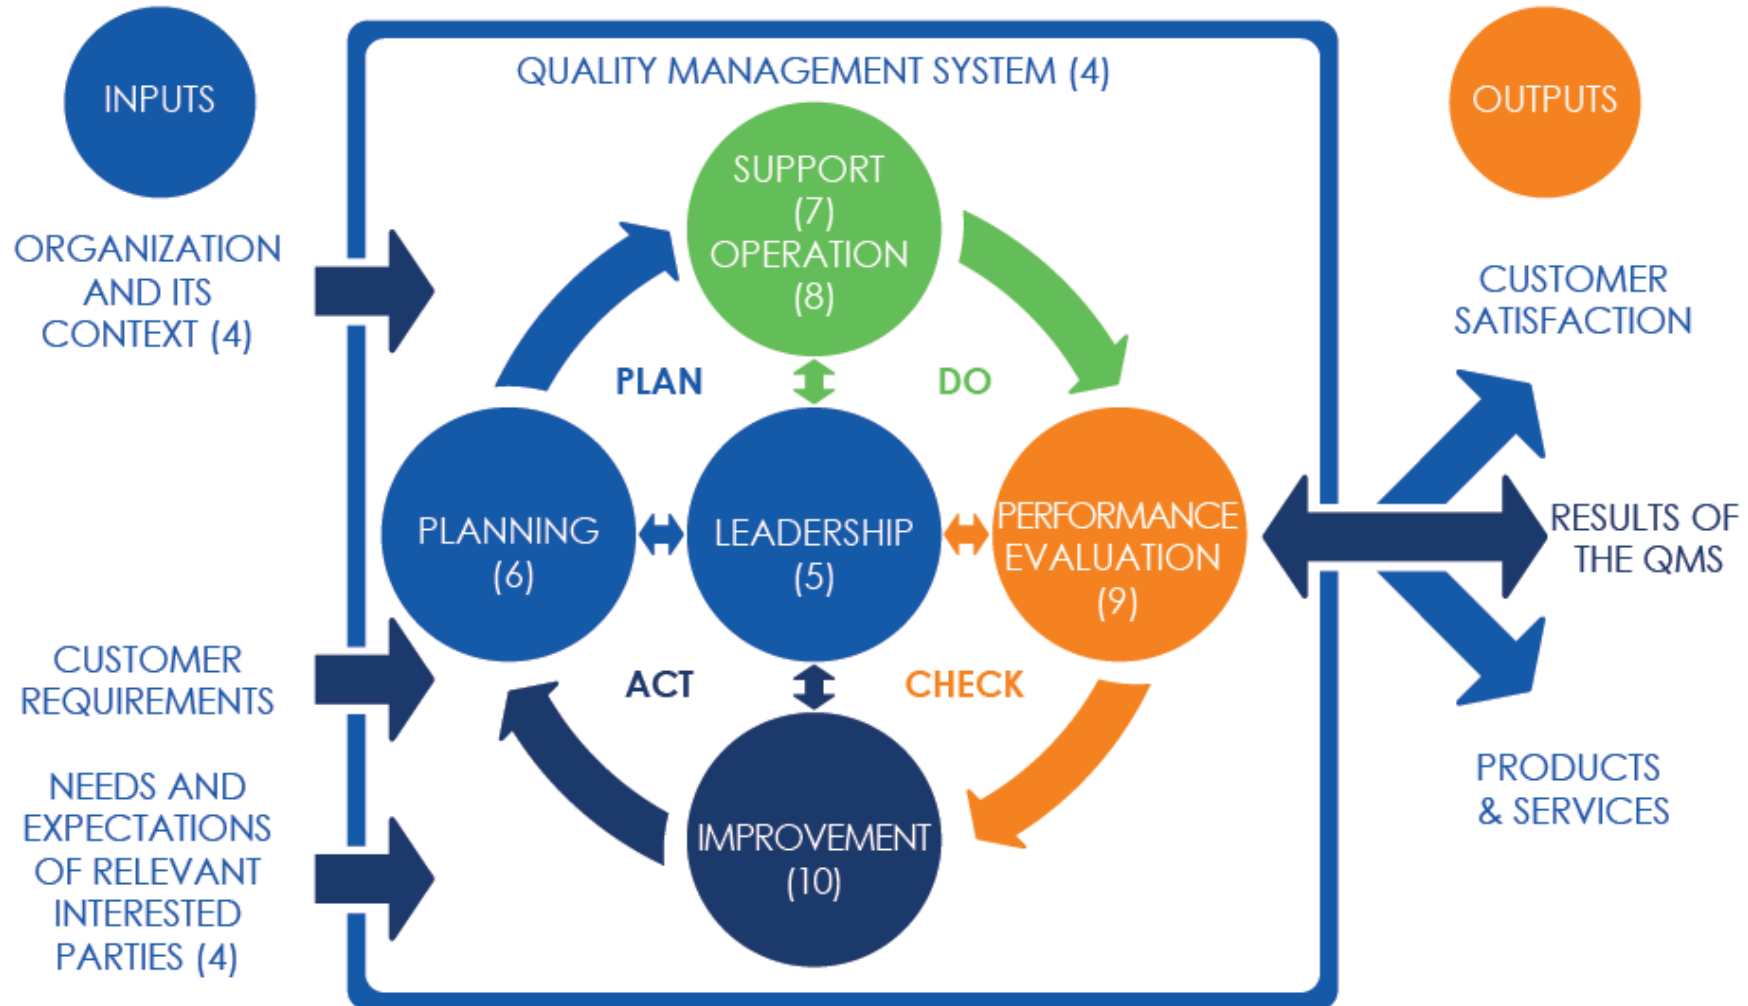 INPUTS
ORGANIZATION
AND ITS
CONTEXT (4)
CUSTOMER
REQUIREMENTS
NEEDS AND
EXPECTATIONS
OF RELEVANT
INTERESTED
PARTIES (4)
QUALITY MANAGEMENT SYSTEM (4)
SUPPORT
(7)
OPERATION
(8)
PLAN
DO
PLANNING
(6)
LEADERSHIP
(5)
PERFORMANCE
EVALUATION
(9)
ACT
CHECK
IMPROVEMENT
(10)
OUTPUTS
CUSTOMER
SATISFACTION
RESULTS OF
THE QMS
PRODUCTS
& SERVICES